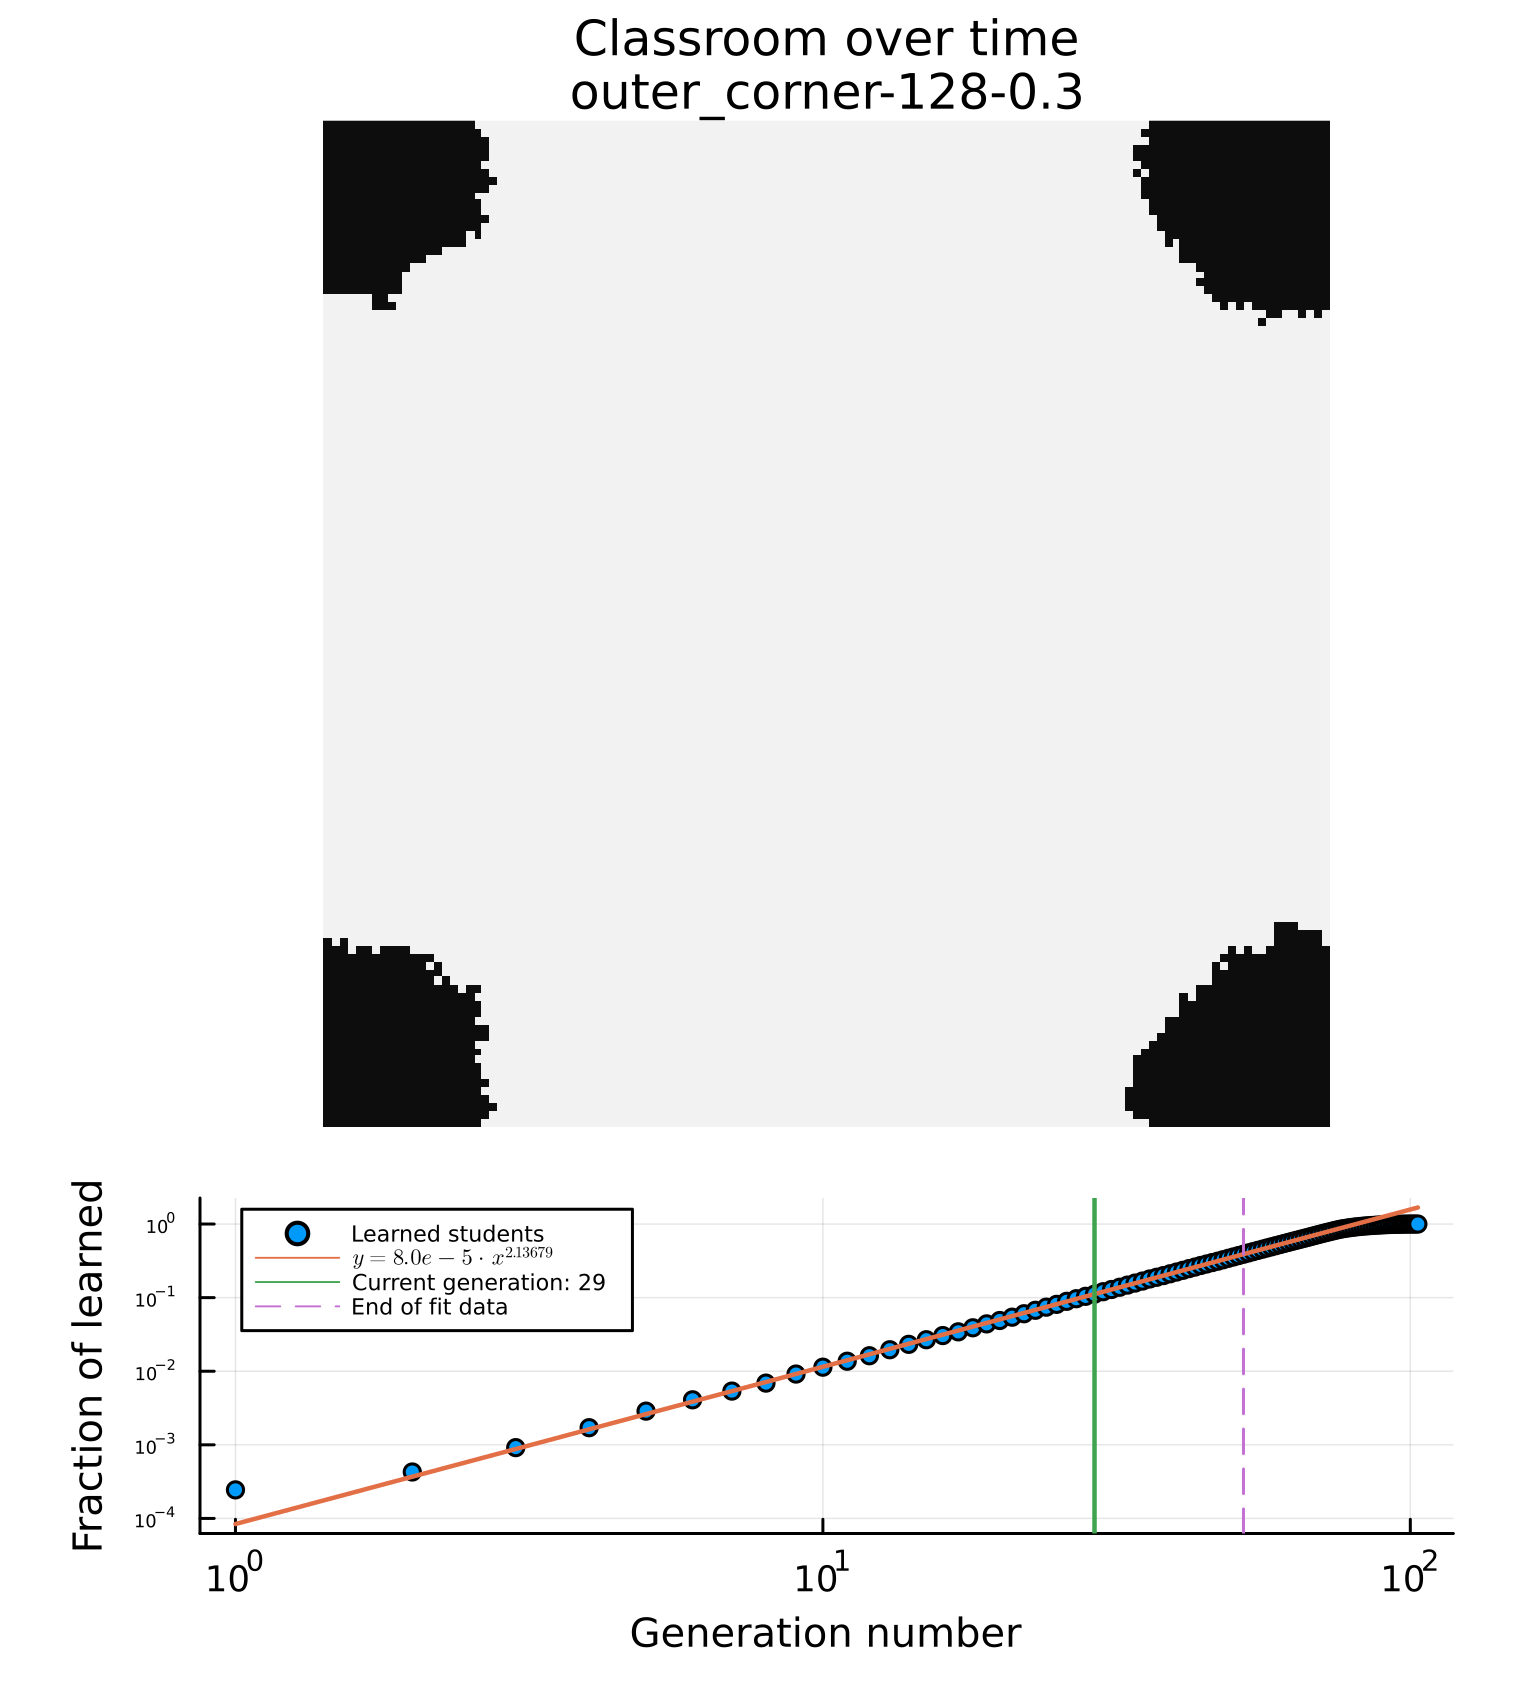 Classroom over time
outer_corner-128-0.3
Fraction of learned
10^0
10^-1
10^-2
10^-3
10^-4
Learned students
y = 8.0e − 5 · x^2.13679
Current generation: 29
End of fit data
10^0 10^1 10^2
Generation number